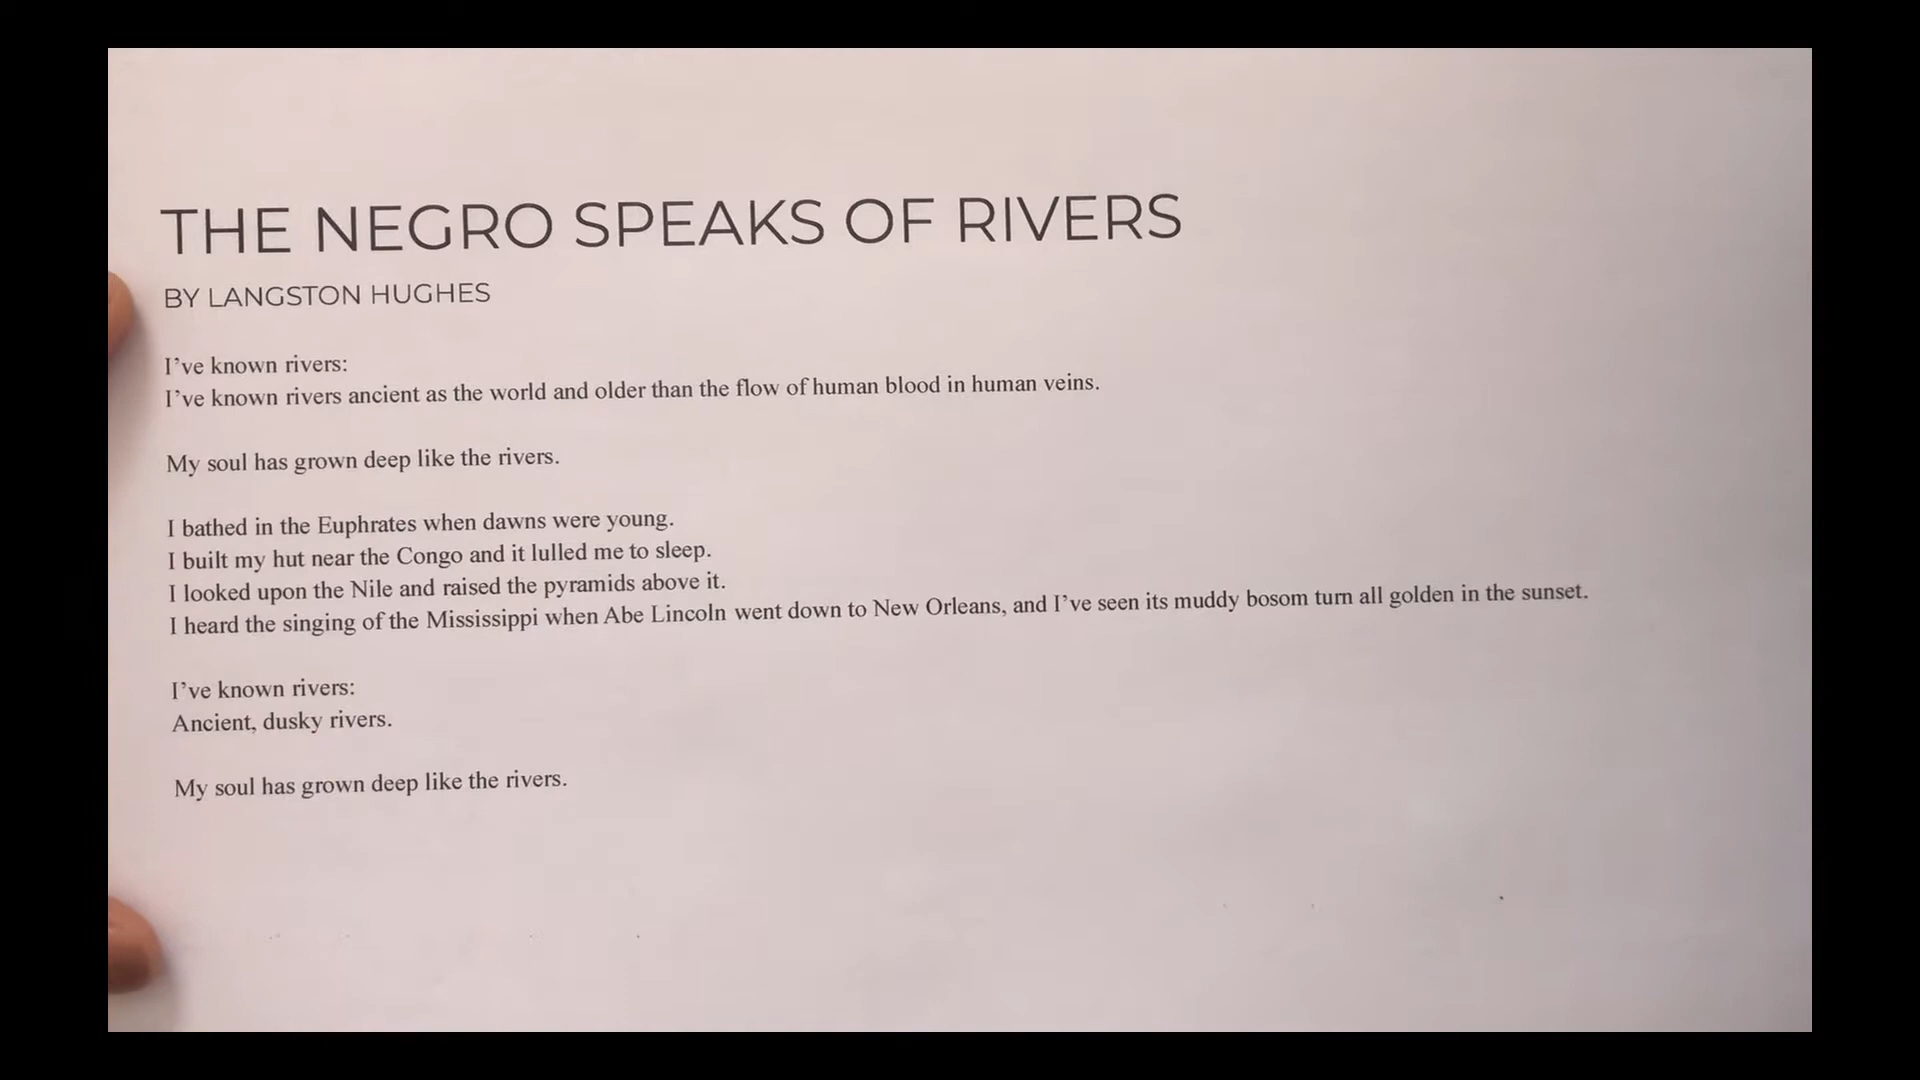 THE NEGRO SPEAKS OF RIVERS
BY LANGSTON HUGHES
I’ve known rivers:
I’ve known rivers ancient as the world and older than the flow of human blood in human veins.
My soul has grown deep like the rivers.
I bathed in the Euphrates when dawns were young.
I built my hut near the Congo and it lulled me to sleep.
I looked upon the Nile and raised the pyramids above it.
I heard the singing of the Mississippi when Abe Lincoln went down to New Orleans, and I’ve seen its muddy bosom turn all golden in the sunset.
I’ve known rivers:
Ancient, dusky rivers.
My soul has grown deep like the rivers.